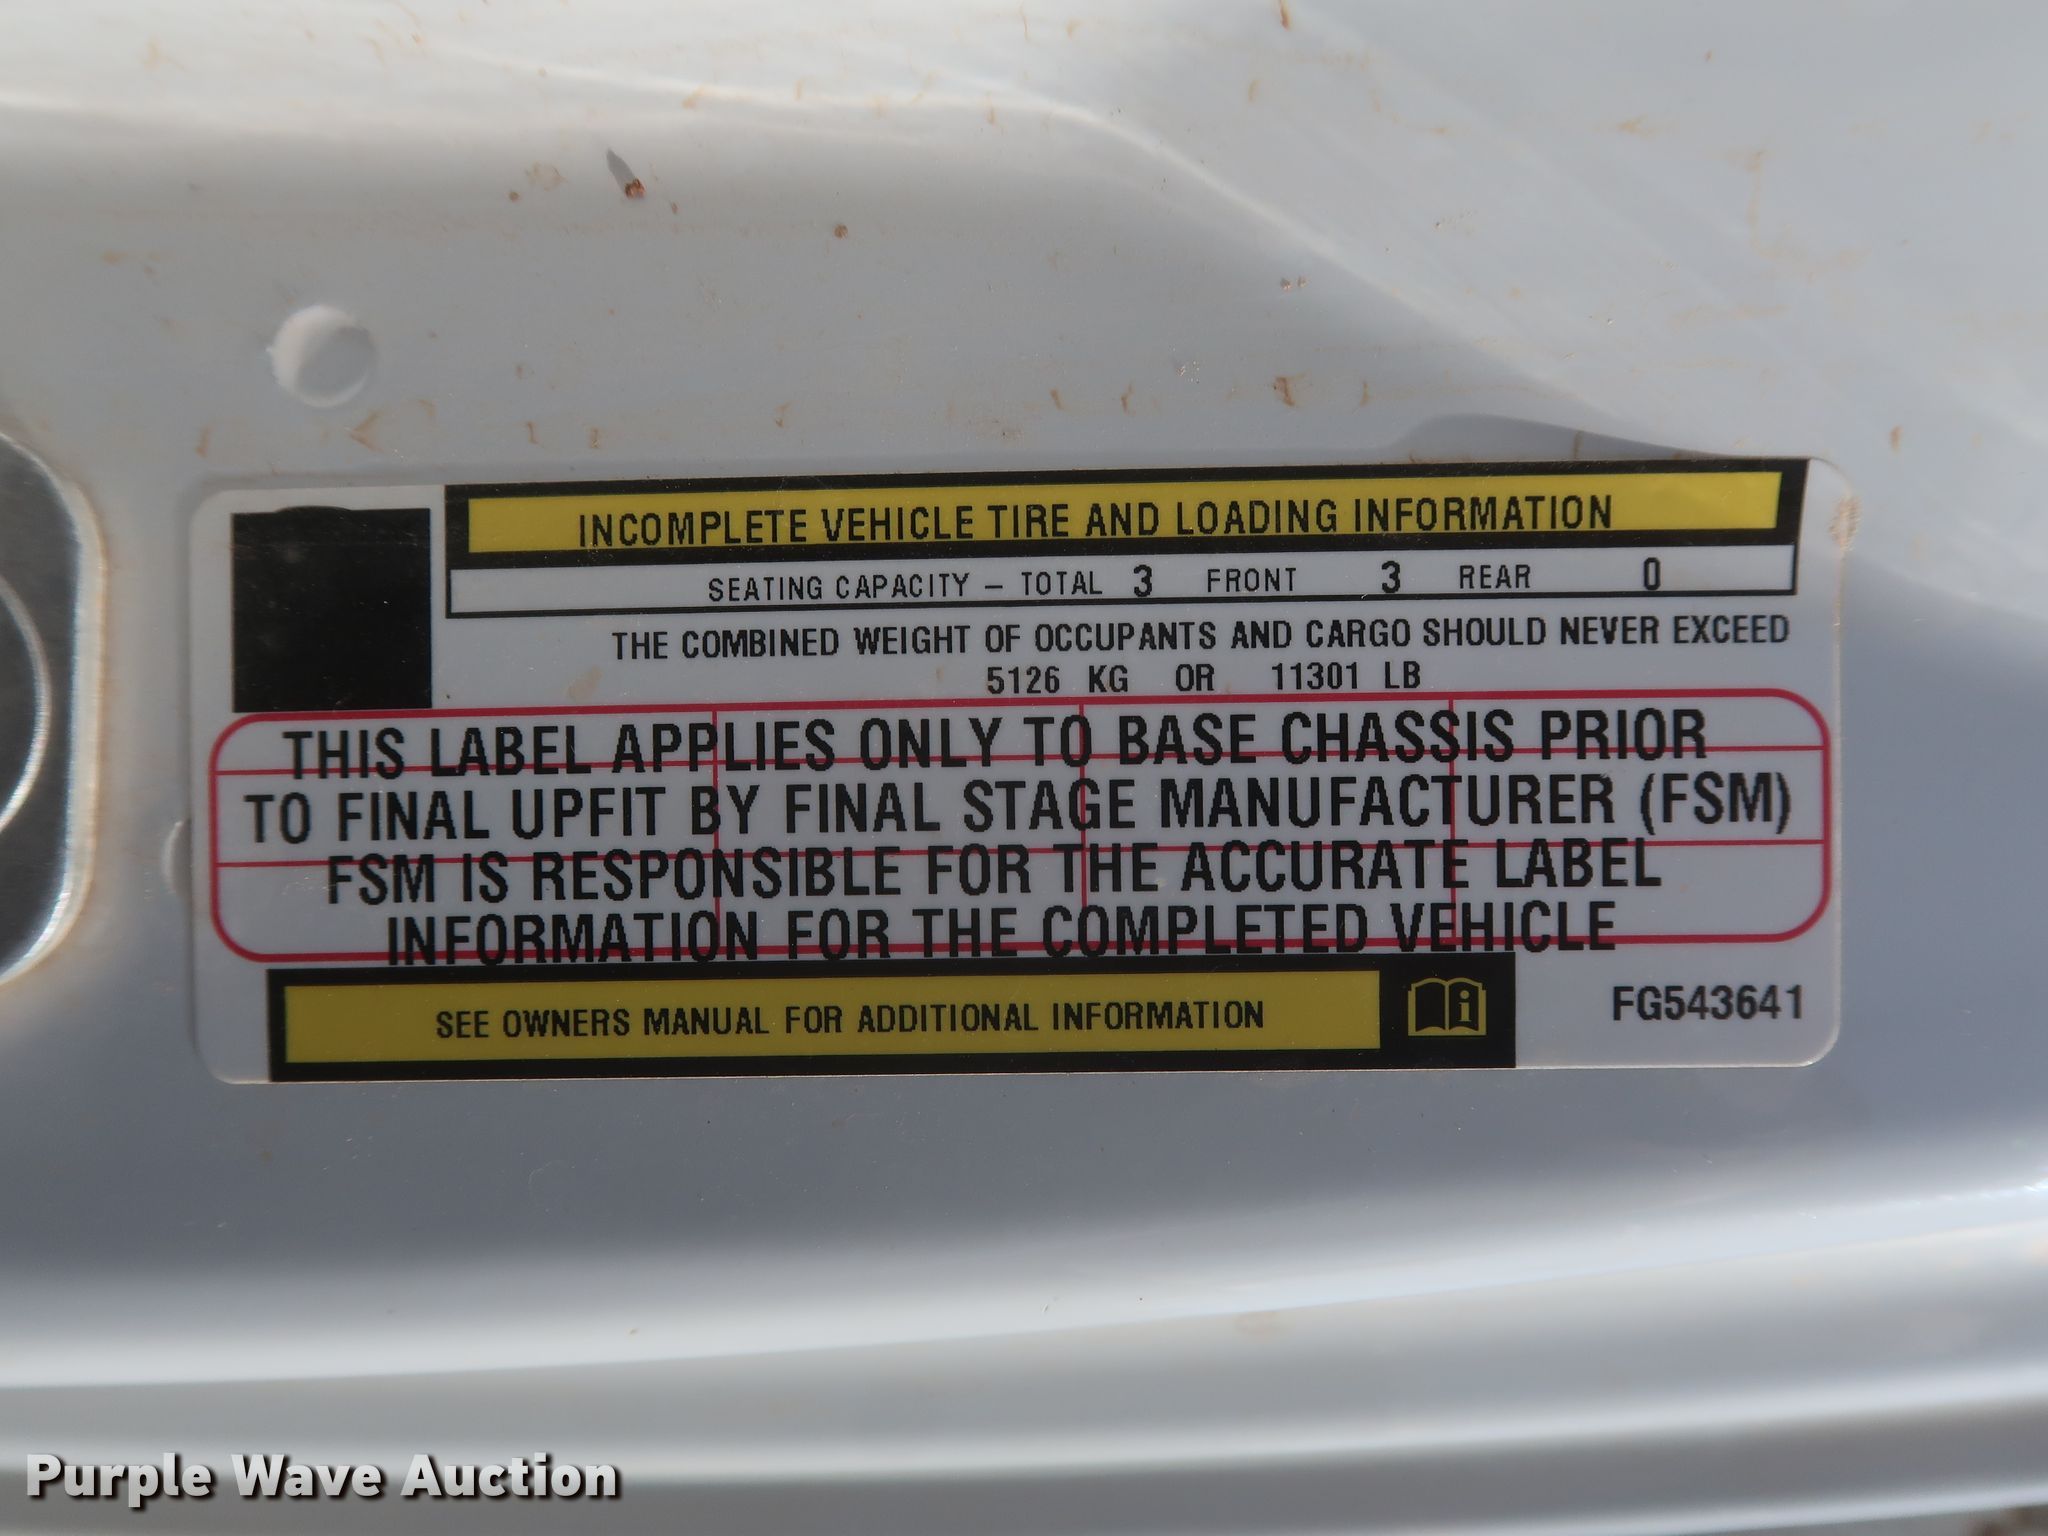 INCOMPLETE VEHICLE TIRE AND LOADING INFORMATION
SEATING CAPACITY – TOTAL 3 FRONT 3 REAR 0
THE COMBINED WEIGHT OF OCCUPANTS AND CARGO SHOULD NEVER EXCEED
5126 KG OR 11301 LB
THIS LABEL APPLIES ONLY TO BASE CHASSIS PRIOR
TO FINAL UPFIT BY FINAL STAGE MANUFACTURER (FSM)
FSM IS RESPONSIBLE FOR THE ACCURATE LABEL
INFORMATION FOR THE COMPLETED VEHICLE
SEE OWNERS MANUAL FOR ADDITIONAL INFORMATION
FG543641
Purple Wave Auction